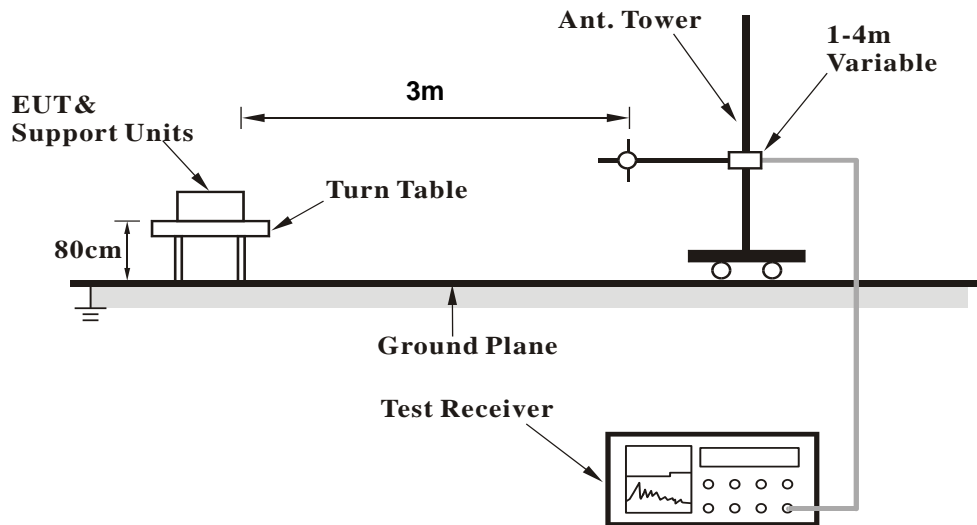 Ant. Tower
1-4m
Variable
3m
EUT&
Support Units
Turn Table
80cm
Ground Plane
Test Receiver